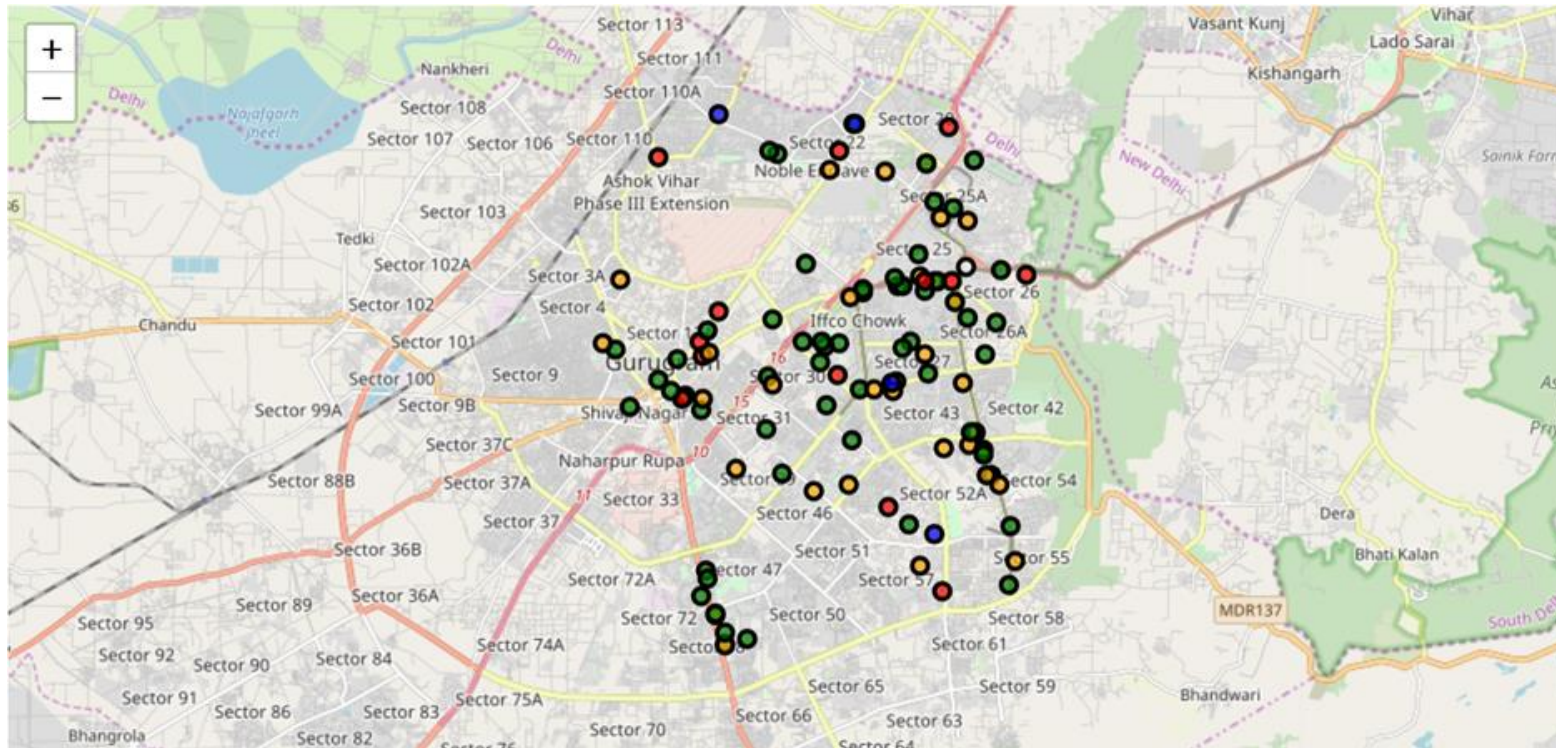 +
−
Sector 113
Vasant Kunj
Vihar
Lado Sarai
Delhi
Sector 111
Nankheri
Kishangarh
Delhi
Sector 110A
Sector 108
Najafgarh
Jheel
Sector 107
Sector 106
Sector 110
Sector 22
Delhi
New Delhi
Ashok Vihar
Phase III Extension
Sector 25A
Sector 103
Tedki
Sector 102A
Sector 3A
Sector 25
Sector 102
Sector 4
Sector 26
Chandu
Sector 101
Iffco Chowk
Sector 26A
16
Sector 100
Sector 9
Sector 30
Sector 99A
Sector 9B
Shivaji Nagar
15
Sector 31
Sector 43
Sector 42
Sector 37C
Naharpur Rupa
10
Sector 88B
Sector 37A
11
Sector 33
Sector 52A
Sector 54
Sector 37
Sector 46
Dera
Sector 36B
Sector 51
Sector 55
Bhati Kalan
Sector 72A
Sector 47
Sector 57
Sector 89
Sector 36A
MDR137
Sector 95
Sector 72
Sector 50
Sector 58
South Del
Sector 92
Sector 90
Sector 84
Sector 74A
Sector 61
Sector 91
Sector 86
Sector 83
Sector 75A
Sector 65
Sector 59
Bhandwari
Bhangrola
Sector 82
Sector 70
Sector 66
Sector 63
Sector 64